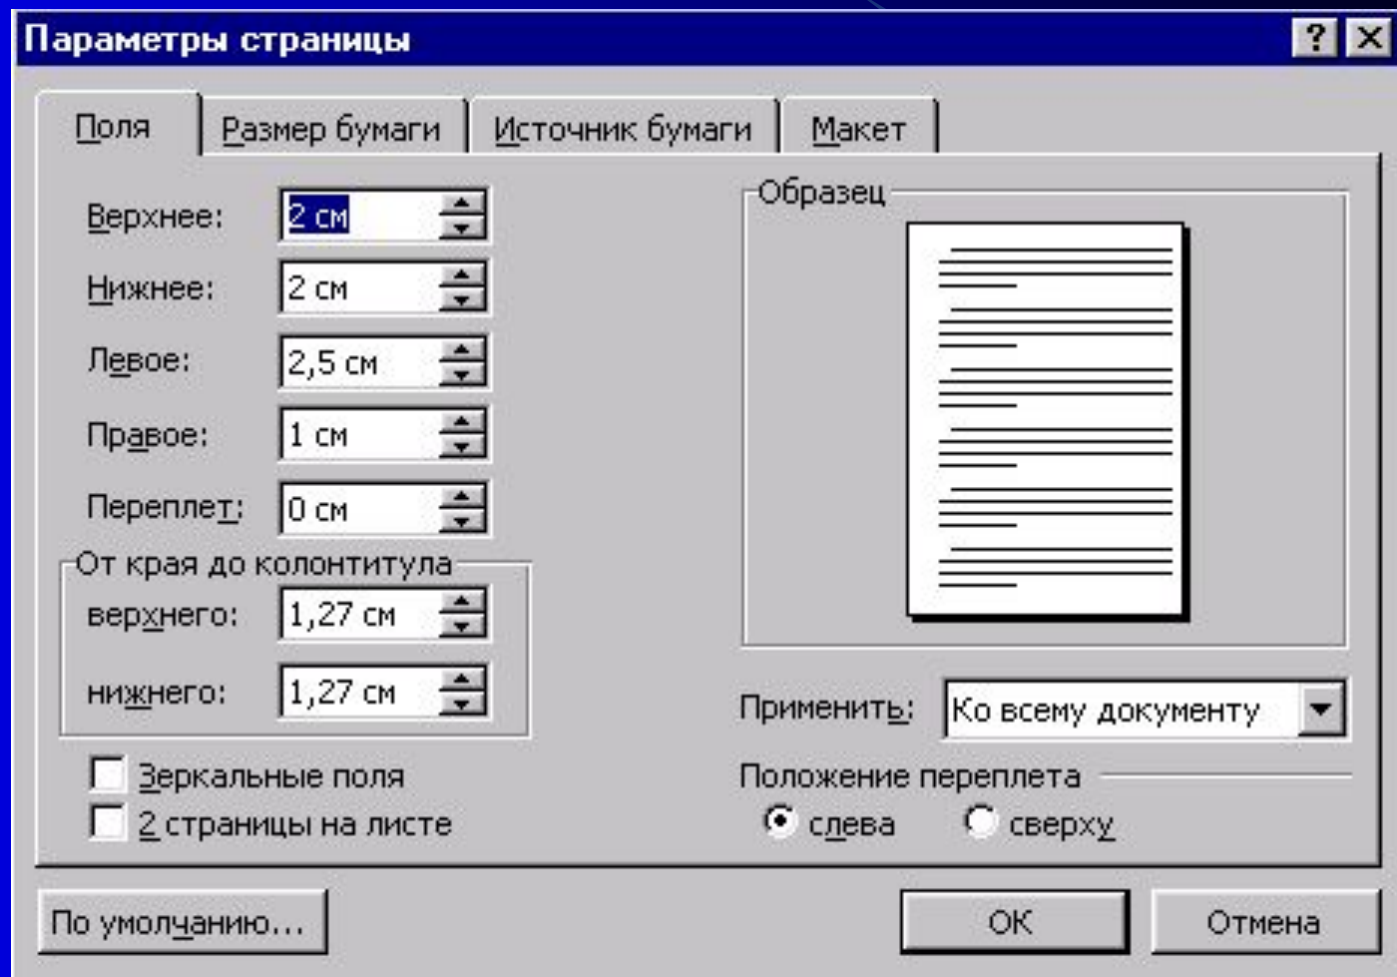 Параметры страницы
Поля
Размер бумаги
Источник бумаги
Макет
Верхнее: 2 см
Нижнее: 2 см
Левое: 2,5 см
Правое: 1 см
Переплет: 0 см
От края до колонтитула
верхнего: 1,27 см
нижнего: 1,27 см
Зеркальные поля
2 страницы на листе
Образец
Применить: Ко всему документу
Положение переплета
слева сверху
По умолчанию... ОК Отмена